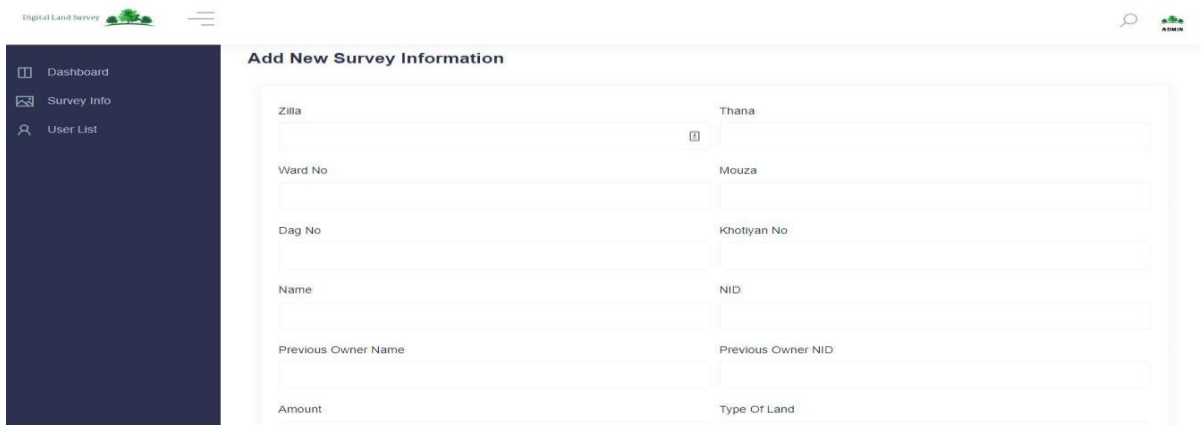 Digital Land Survey
ADMIN
Dashboard
Survey Info
User List
Add New Survey Information
Zilla
Thana
Ward No
Mouza
Dag No
Khotiyan No
Name
NID
Previous Owner Name
Previous Owner NID
Amount
Type Of Land